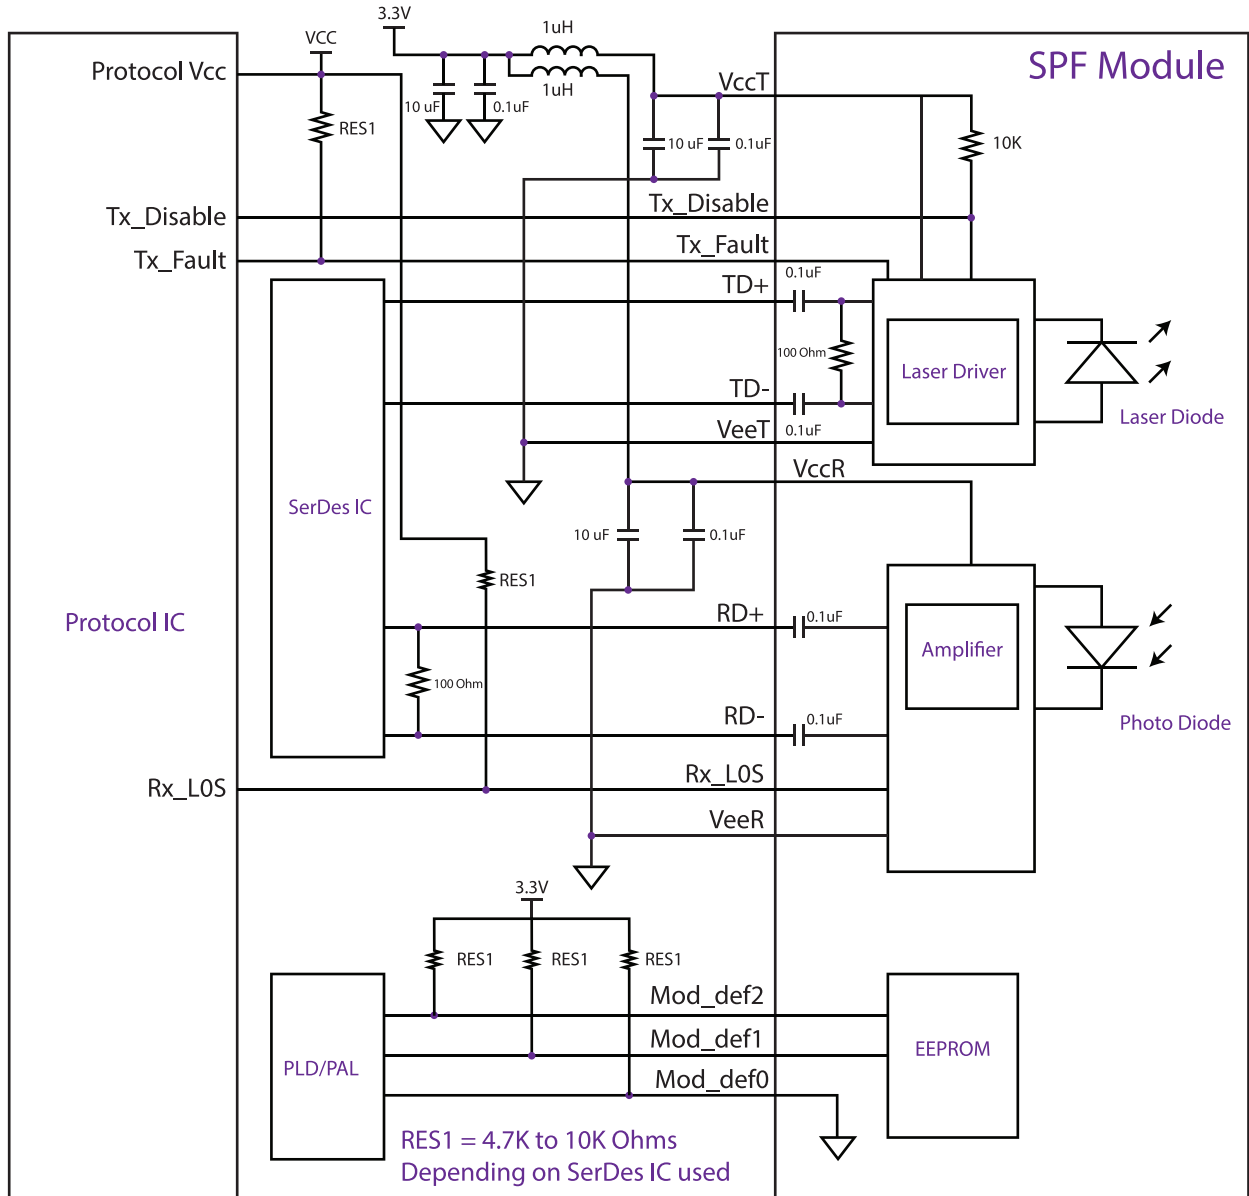 3.3V
1uH
VCC
SPF Module
Protocol Vcc
VccT
1uH
10 uF
0.1uF
RES1
10 uF
0.1uF
10K
Tx_Disable
Tx_Disable
Tx_Fault
Tx_Fault
0.1uF
TD+
100 Ohm
Laser Driver
TD-
Laser Diode
VeeT
0.1uF
VccR
SerDes IC
10 uF
0.1uF
RES1
Protocol IC
RD+
0.1uF
Amplifier
100 Ohm
RD-
0.1uF
Photo Diode
Rx_L0S
Rx_L0S
VeeR
3.3V
RES1
RES1
RES1
Mod_def2
Mod_def1
EEPROM
PLD/PAL
Mod_def0
RES1 = 4.7K to 10K Ohms
Depending on SerDes IC used